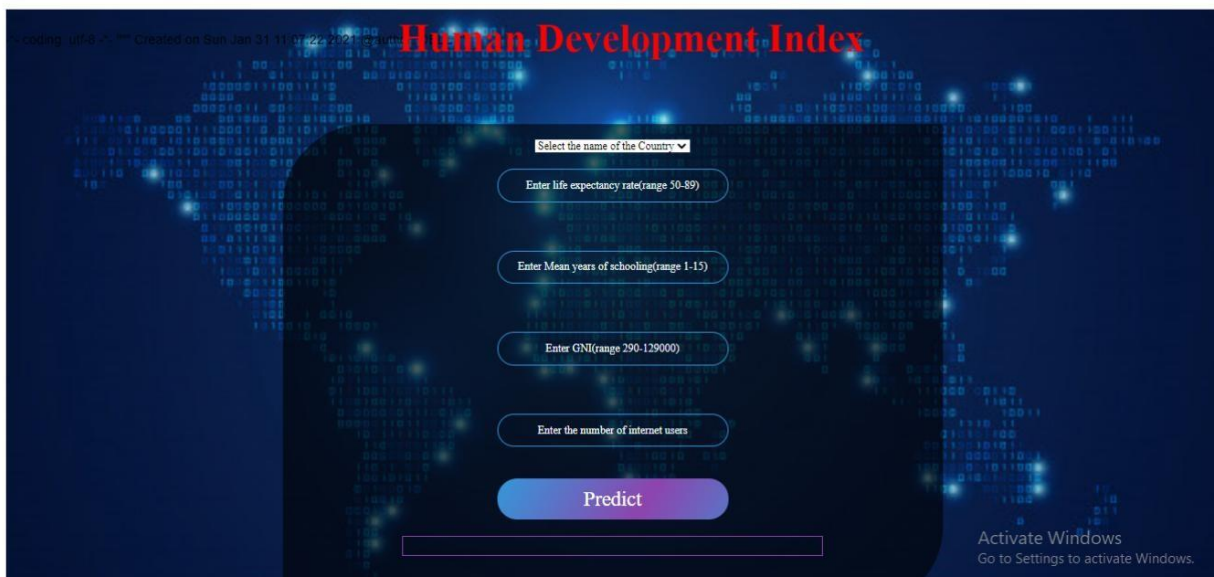 Human Development Index
-*- coding: utf-8 -*- """ Created on Sun Jan 31 11:07:22 2021
Select the name of the Country
Enter life expectancy rate(range 50-89)
Enter Mean years of schooling(range 1-15)
Enter GNI(range 290-129000)
Enter the number of internet users
Predict
Activate Windows
Go to Settings to activate Windows.